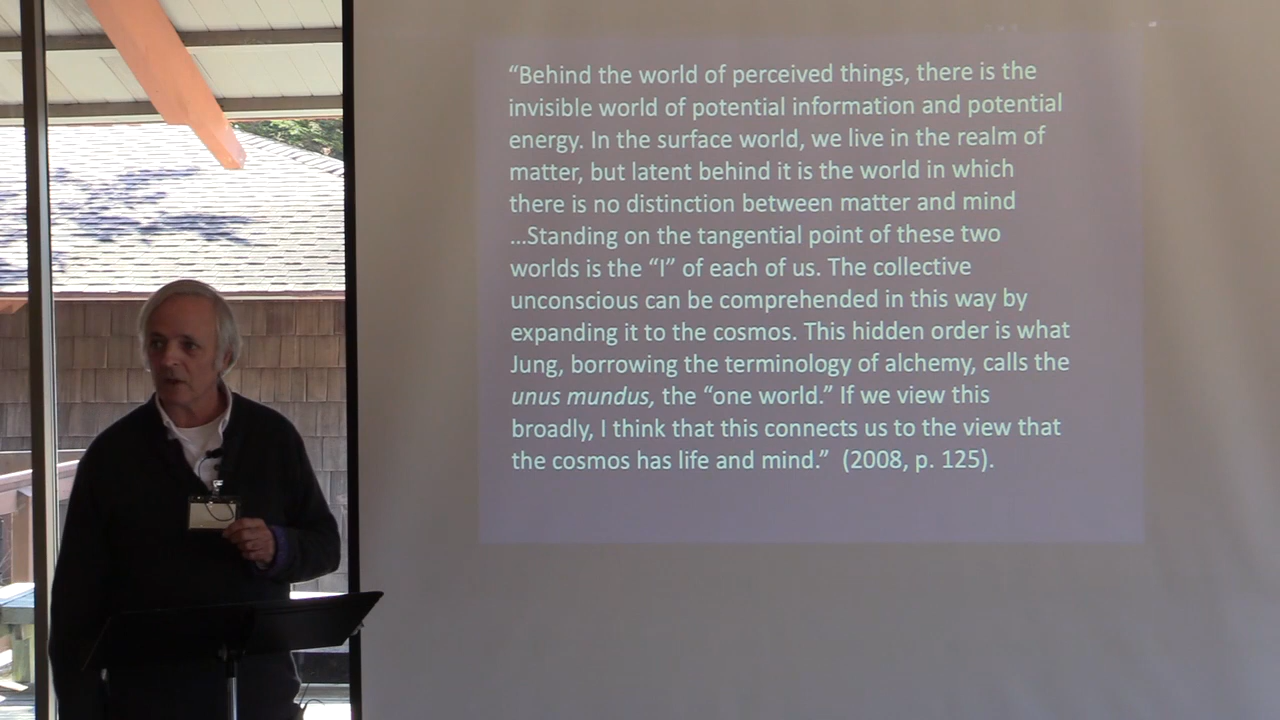 “Behind the world of perceived things, there is the
invisible world of potential information and potential
energy. In the surface world, we live in the realm of
matter, but latent behind it is the world in which
there is no distinction between matter and mind
…Standing on the tangential point of these two
worlds is the “I” of each of us. The collective
unconscious can be comprehended in this way by
expanding it to the cosmos. This hidden order is what
Jung, borrowing the terminology of alchemy, calls the
unus mundus, the “one world.” If we view this
broadly, I think that this connects us to the view that
the cosmos has life and mind.”  (2008, p. 125).